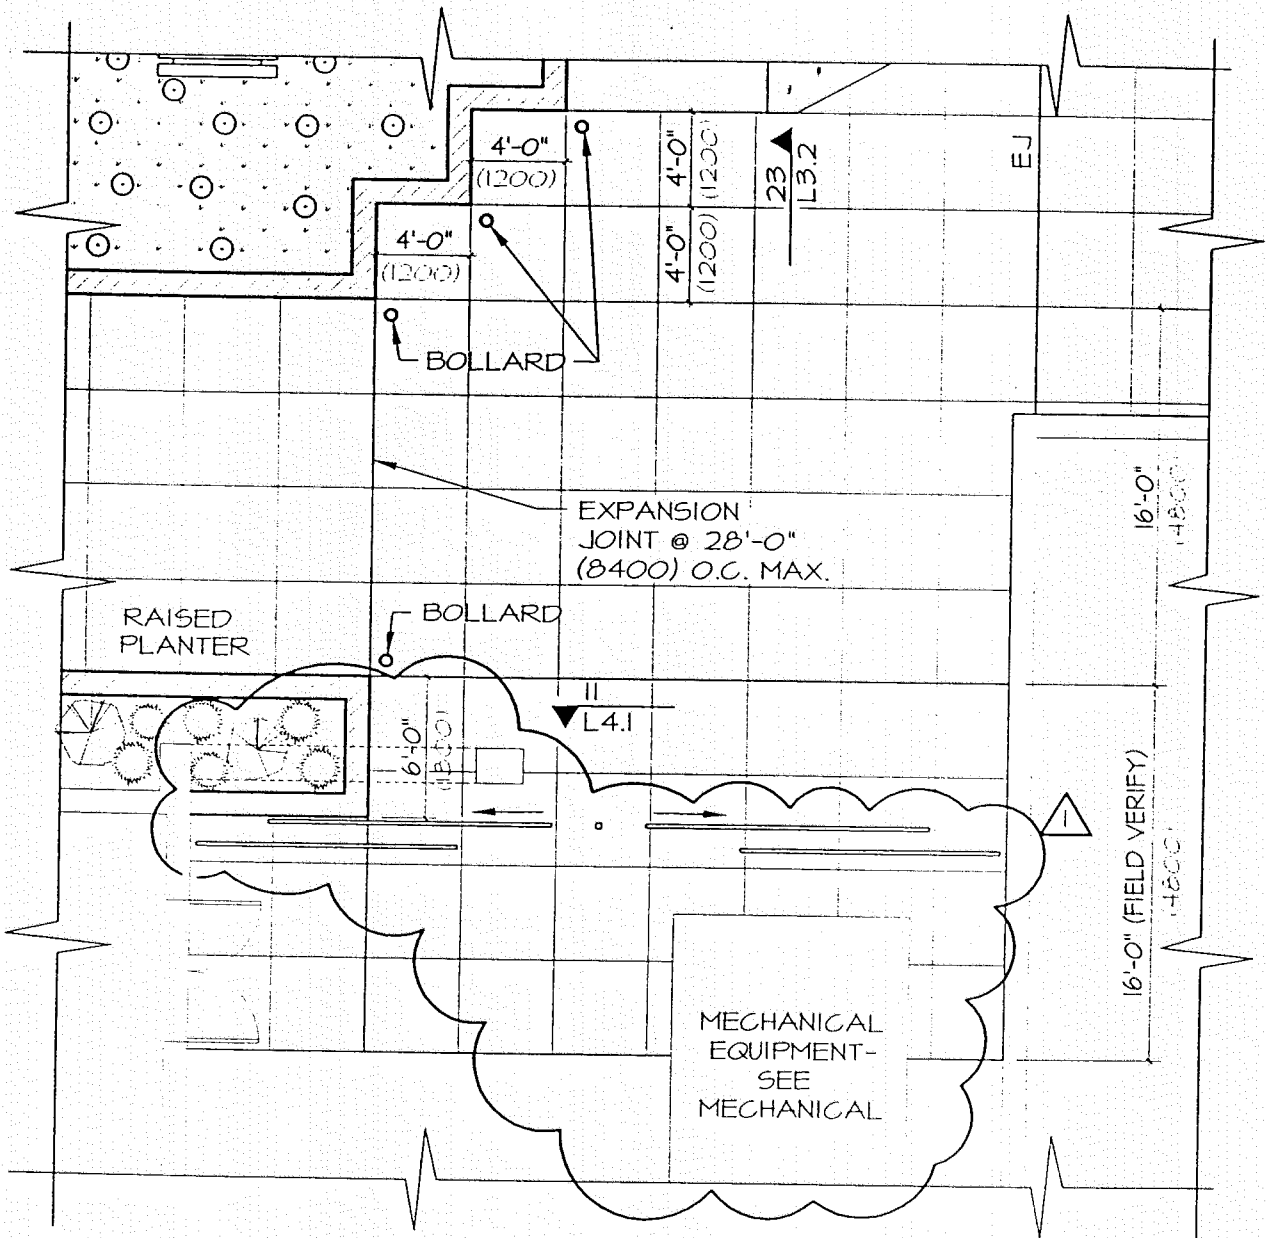 4'-0"
(1200)
4'-0"
(1200)
4'-0"
(1200)
4'-0"
(1200)
23
L3.2
EJ
BOLLARD
EXPANSION
JOINT @ 28'-0"
(8400) O.C. MAX.
16'-0"
BOLLARD
RAISED
PLANTER
11
L4.1
6'-0"
1
16'-0" (FIELD VERIFY)
MECHANICAL
EQUIPMENT-
SEE
MECHANICAL